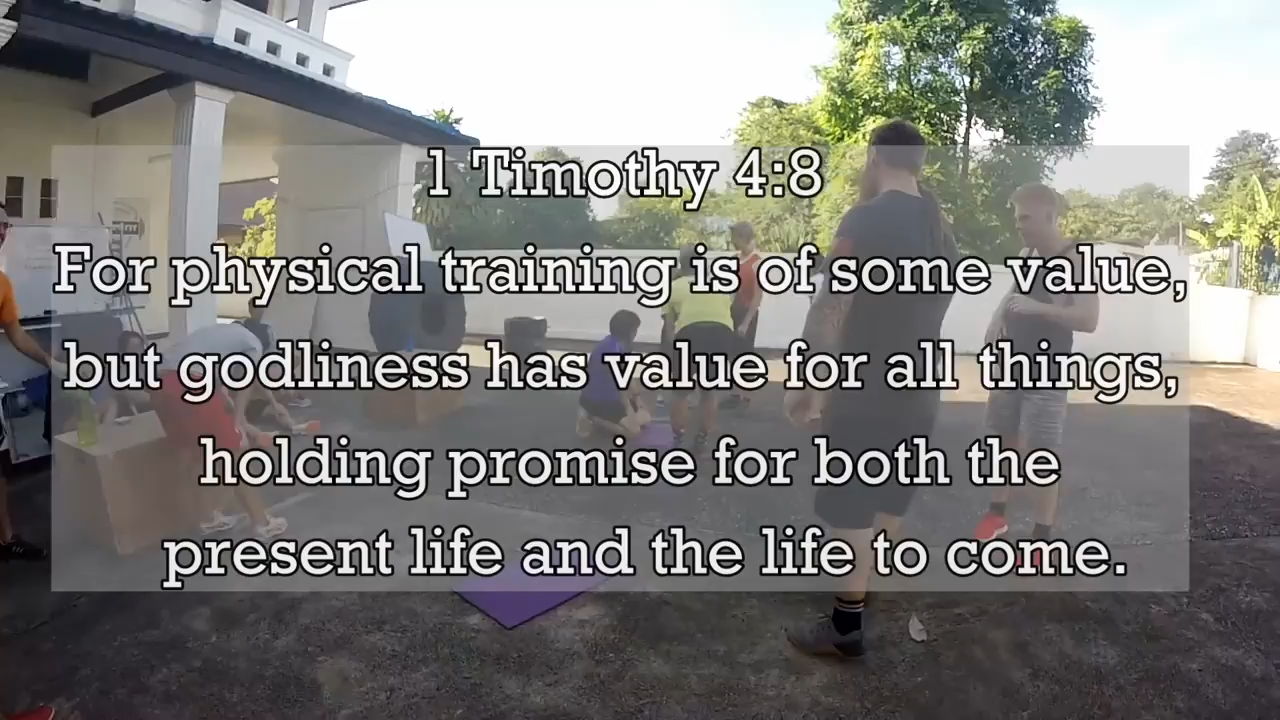 1 Timothy 4:8
For physical training is of some value,
but godliness has value for all things,
holding promise for both the
present life and the life to come.